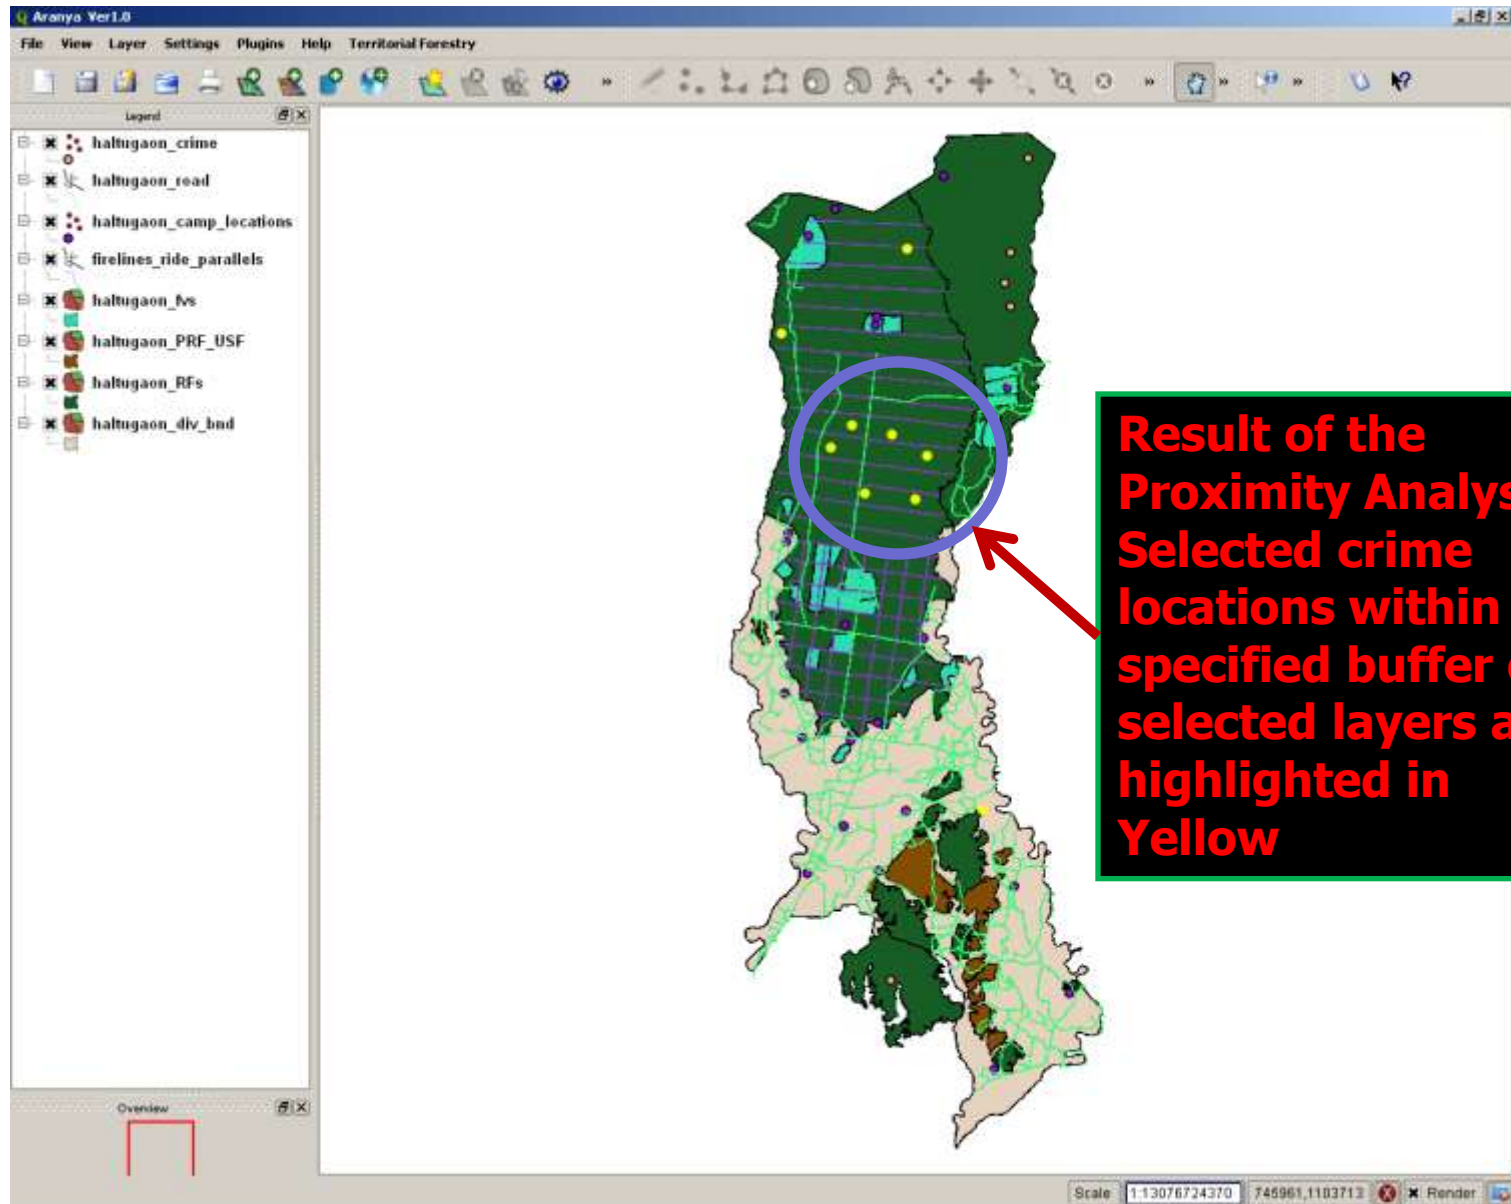 Aranya Ver1.0
File View Layer Settings Plugins Help Territorial Forestry
Legend
haltugaon_crime
haltugaon_road
haltugaon_camp_locations
firelines_ride_parallels
haltugaon_fvs
haltugaon_PRF_USF
haltugaon_RFs
haltugaon_div_bnd
Result of the
Proximity Analys
Selected crime
locations within
specified buffer
selected layers a
highlighted in
Yellow
Overview
Scale 1:13076724370 745961,1103713 Render